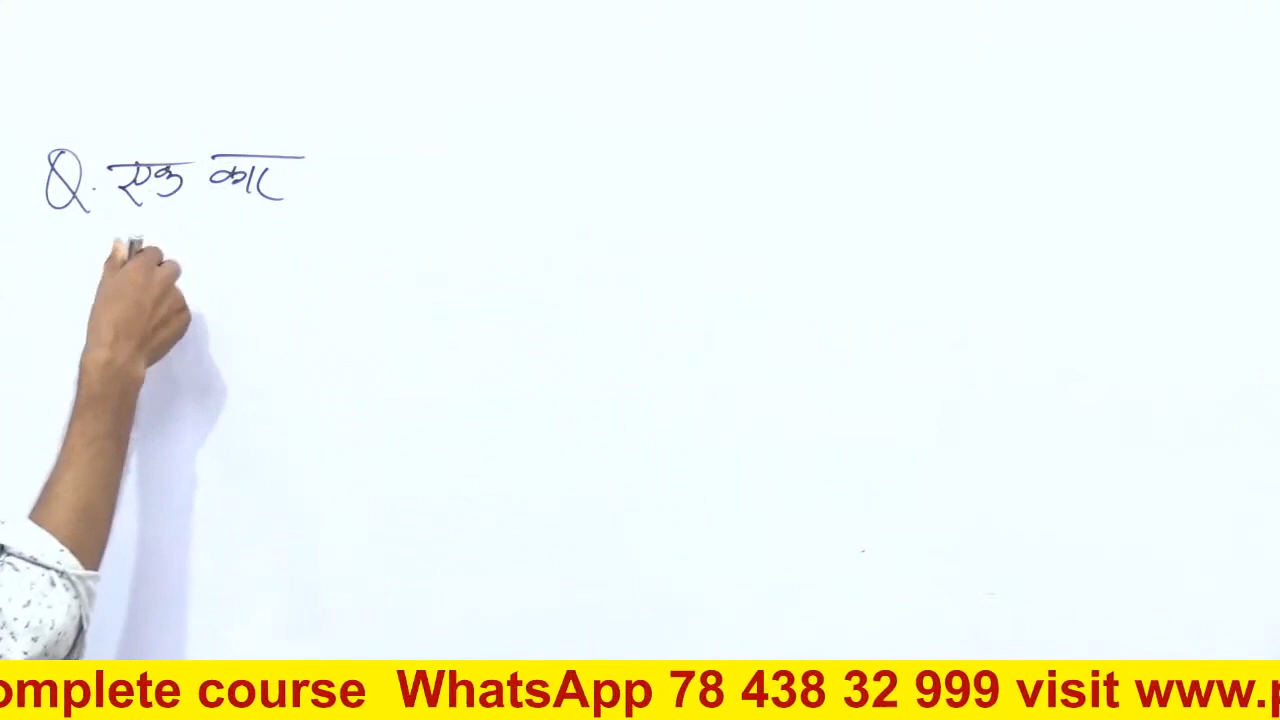 Q. एक कार
omplete course WhatsApp 78 438 32 999 visit www.p